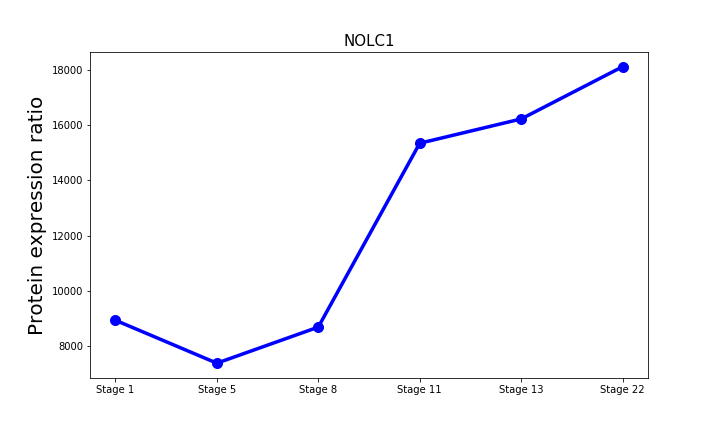 NOLC1
Protein expression ratio
18000
16000
14000
12000
10000
8000
Stage 1
Stage 5
Stage 8
Stage 11
Stage 13
Stage 22